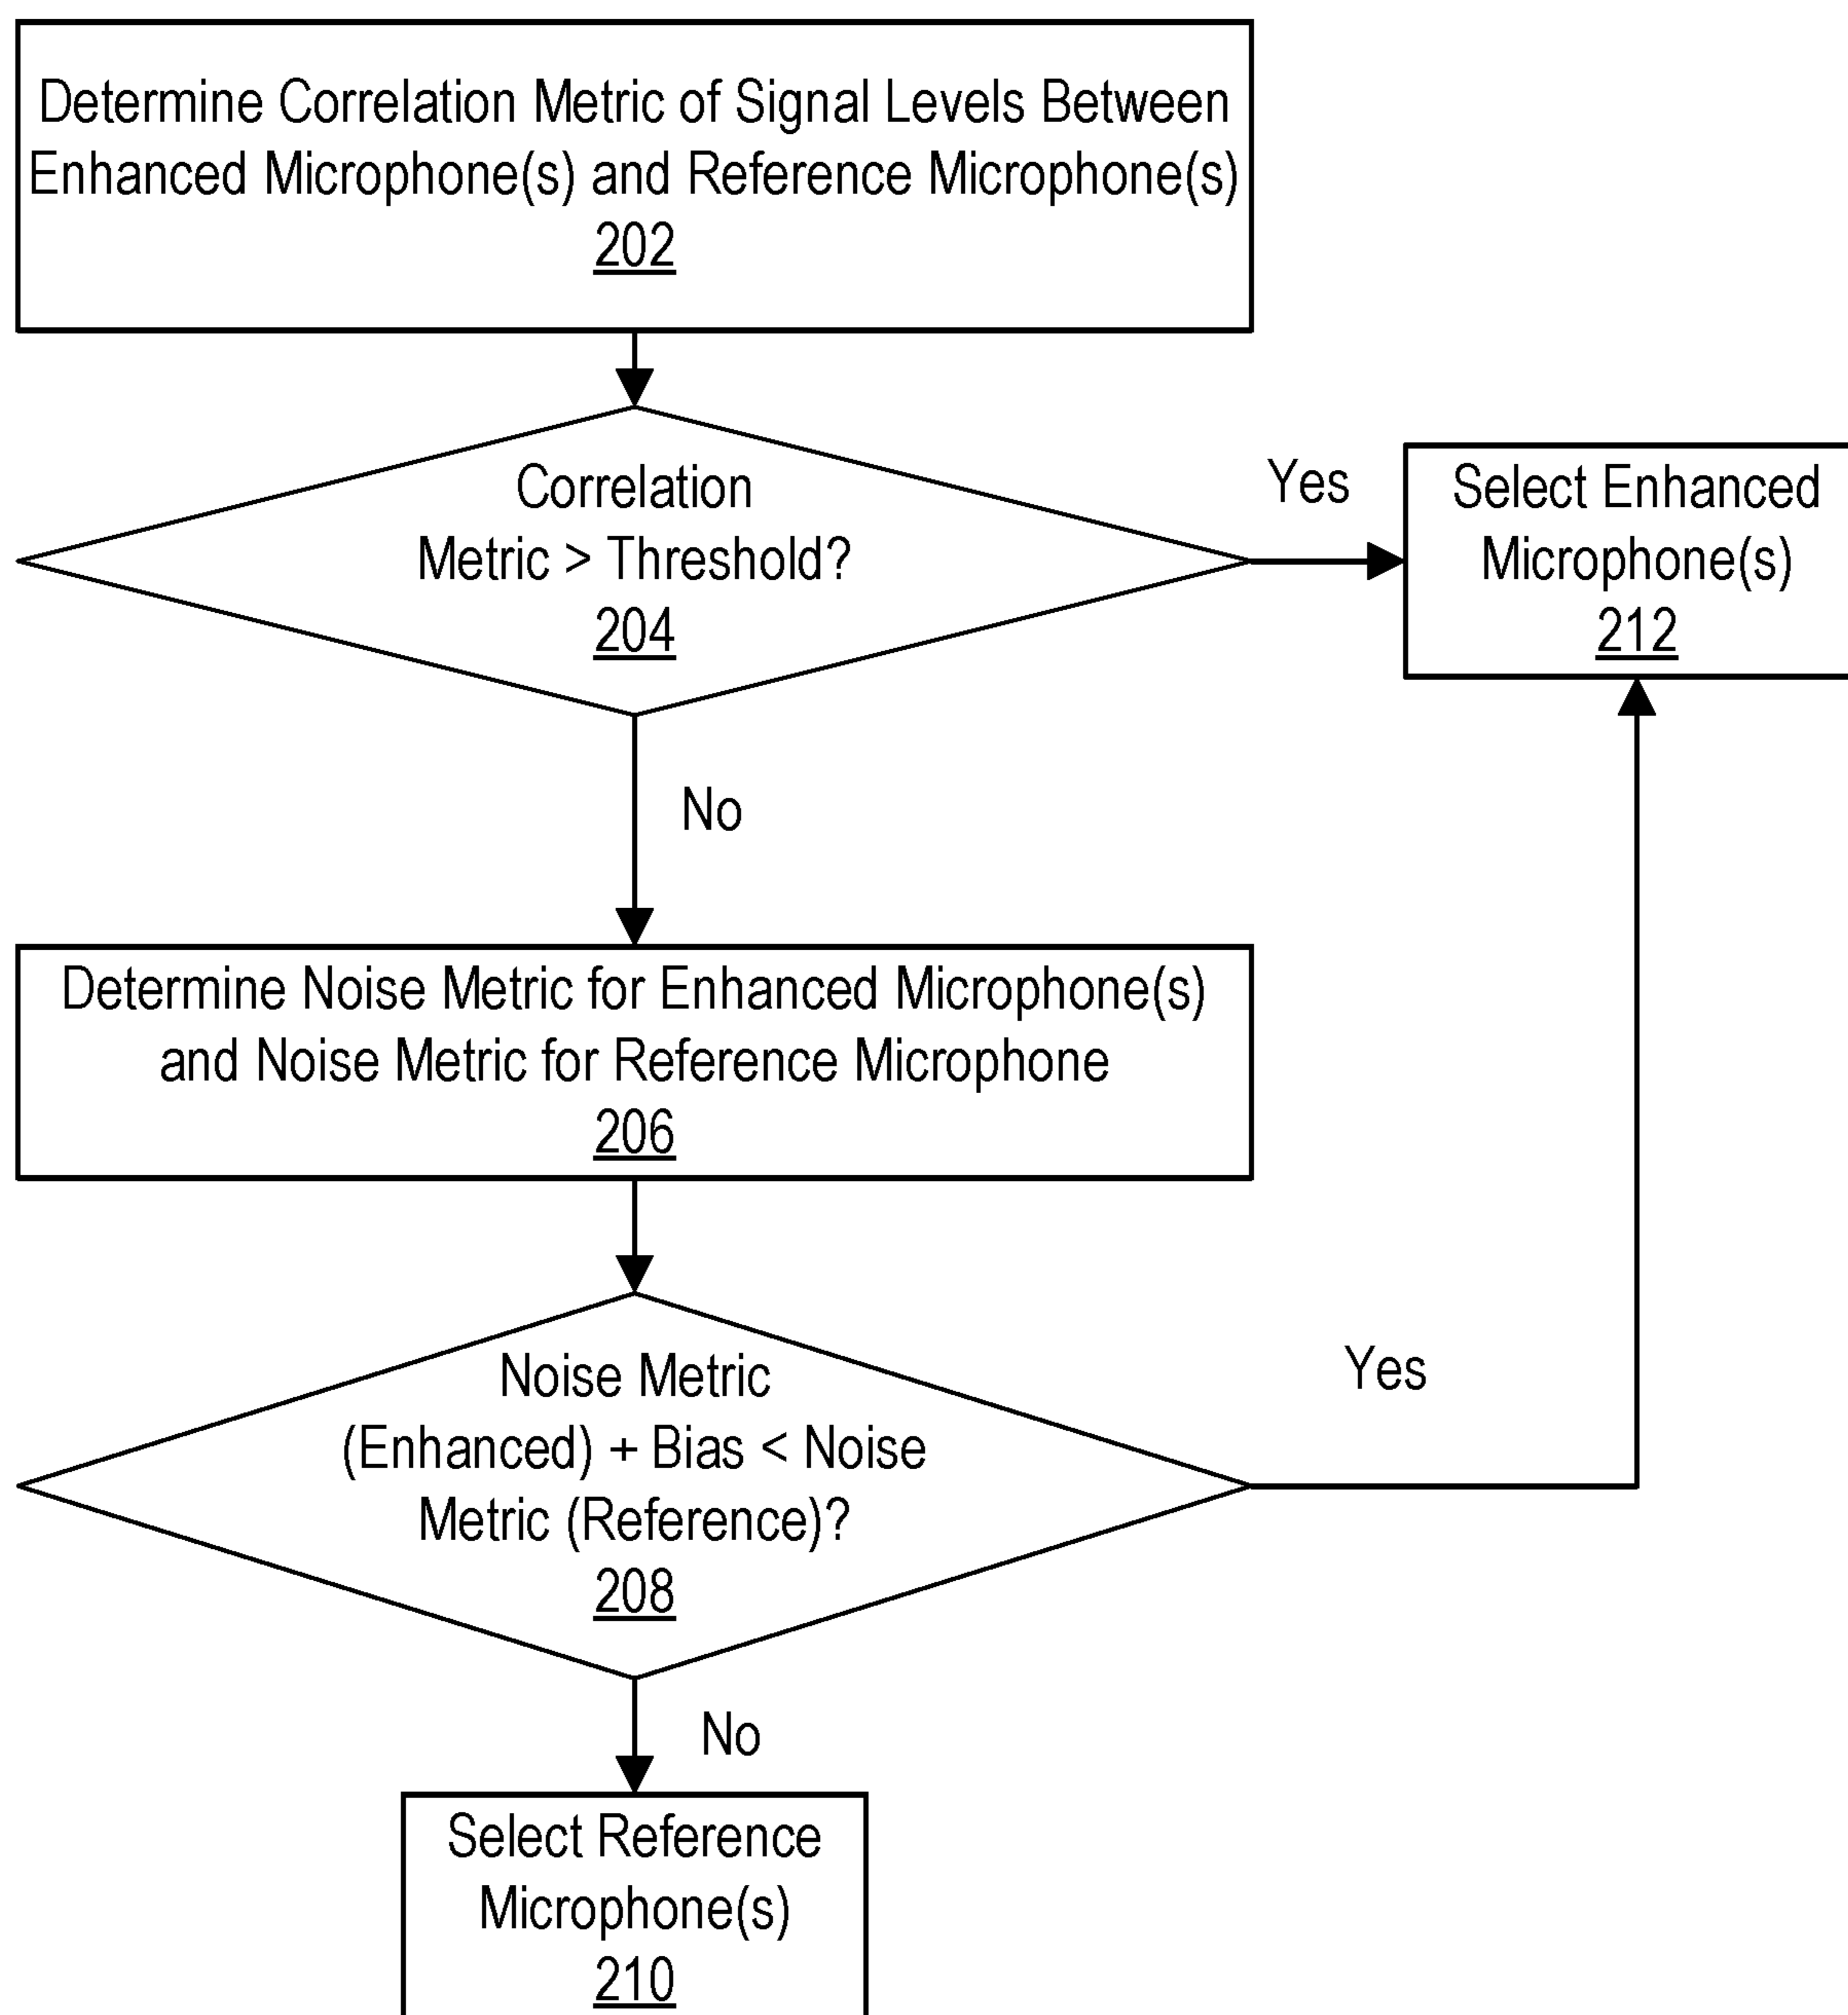 Determine Correlation Metric of Signal Levels Between
Enhanced Microphone(s) and Reference Microphone(s)
202
Correlation
Metric > Threshold?
204
Yes
Select Enhanced
Microphone(s)
212
No
Determine Noise Metric for Enhanced Microphone(s)
and Noise Metric for Reference Microphone
206
Noise Metric
(Enhanced) + Bias < Noise
Metric (Reference)?
208
Yes
No
Select Reference
Microphone(s)
210